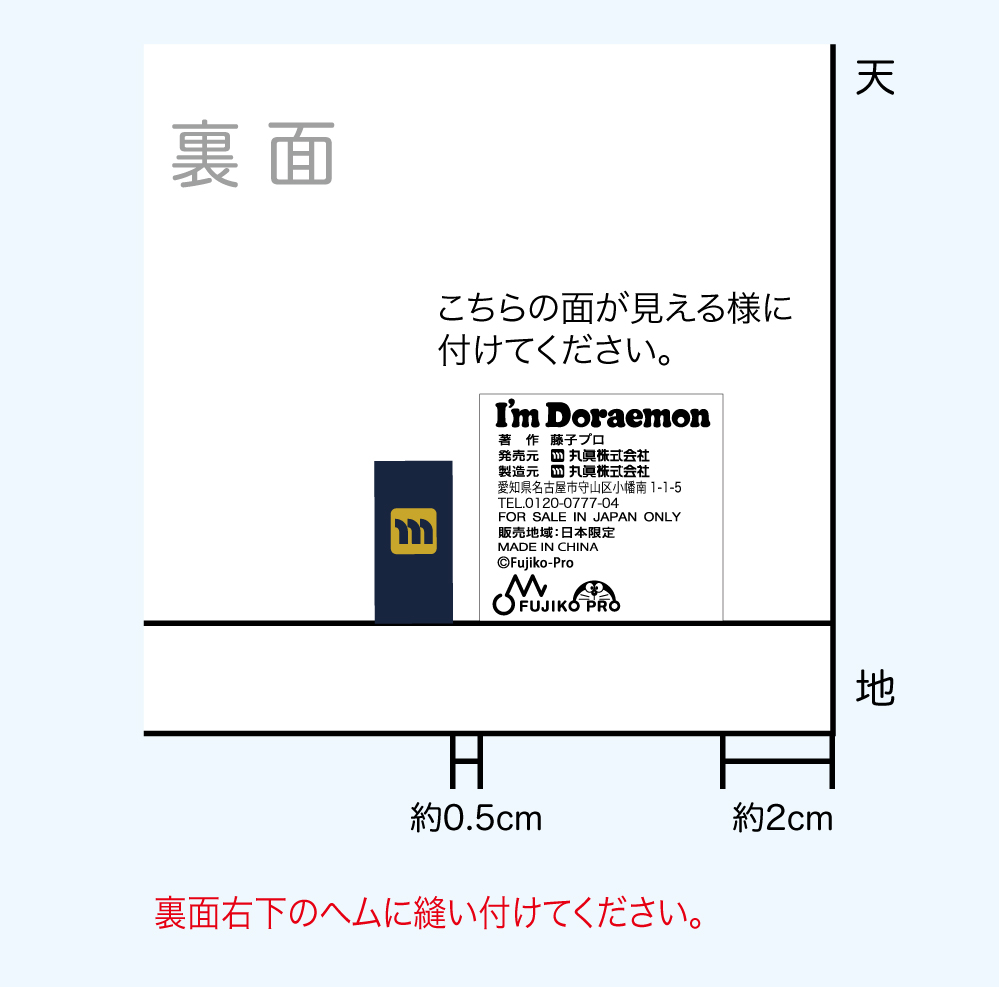 天
裏面
こちらの面が見える様に
付けてください。
I'm Doraemon
著 作 藤子プロ
発売元 m 丸眞株式会社
製造元 m 丸眞株式会社
愛知県名古屋市守山区小幡南 1-1-5
TEL.0120-0777-04
FOR SALE IN JAPAN ONLY
販売地域：日本限定
MADE IN CHINA
©Fujiko-Pro
FUJIKO PRO
m
地
約0.5cm
約2cm
裏面右下のヘムに縫い付けてください。